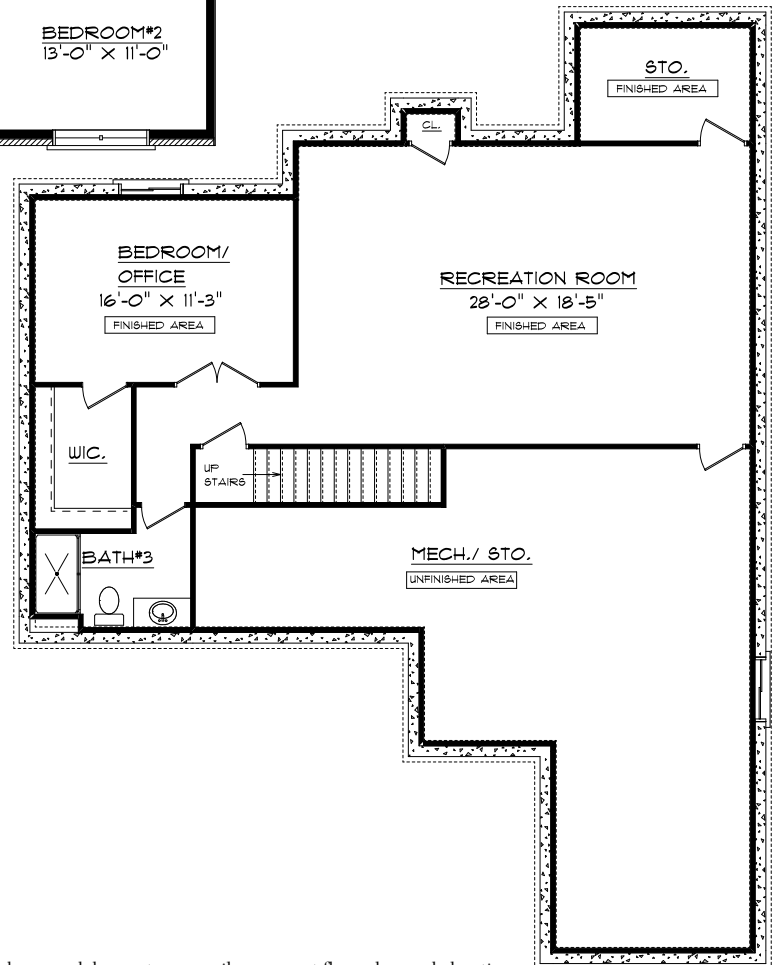 BEDROOM#2
13'-0" X 11'-0"
STO.
FINISHED AREA
CL.
BEDROOM/
OFFICE
16'-0" X 11'-3"
FINISHED AREA
RECREATION ROOM
28'-0" X 18'-5"
FINISHED AREA
WIC.
UP
STAIRS
BATH#3
MECH./ STO.
UNFINISHED AREA